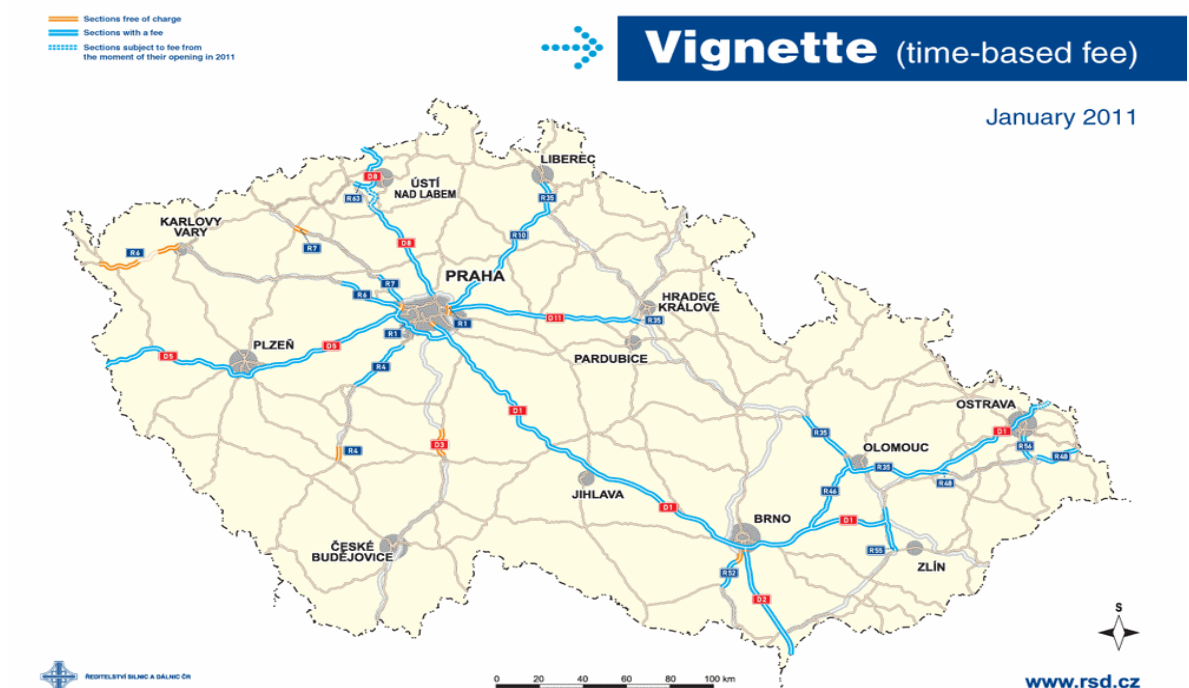 Sections free of charge
Sections with a fee
Sections subject to fee from
the moment of their opening in 2011
Vignette (time-based fee)
January 2011
LIBEREC
D8
ÚSTÍ
NAD LABEM
R63
R35
KARLOVY
VARY
R6
R7
D8
R10
PRAHA
R7
R6
HRADEC
KRÁLOVÉ
D11
R35
R1
R1
PLZEŇ
D5
D5
PARDUBICE
R4
D1
OSTRAVA
D1
R35
D3
R4
OLOMOUC
R56
R48
R35
R48
JIHLAVA
R46
D1
BRNO
D1
ČESKÉ
BUDĚJOVICE
R55
ZLÍN
R52
D2
S
ŘEDITELSTVÍ SILNIC A DÁLNIC ČR
0 20 40 60 80 100 km
www.rsd.cz